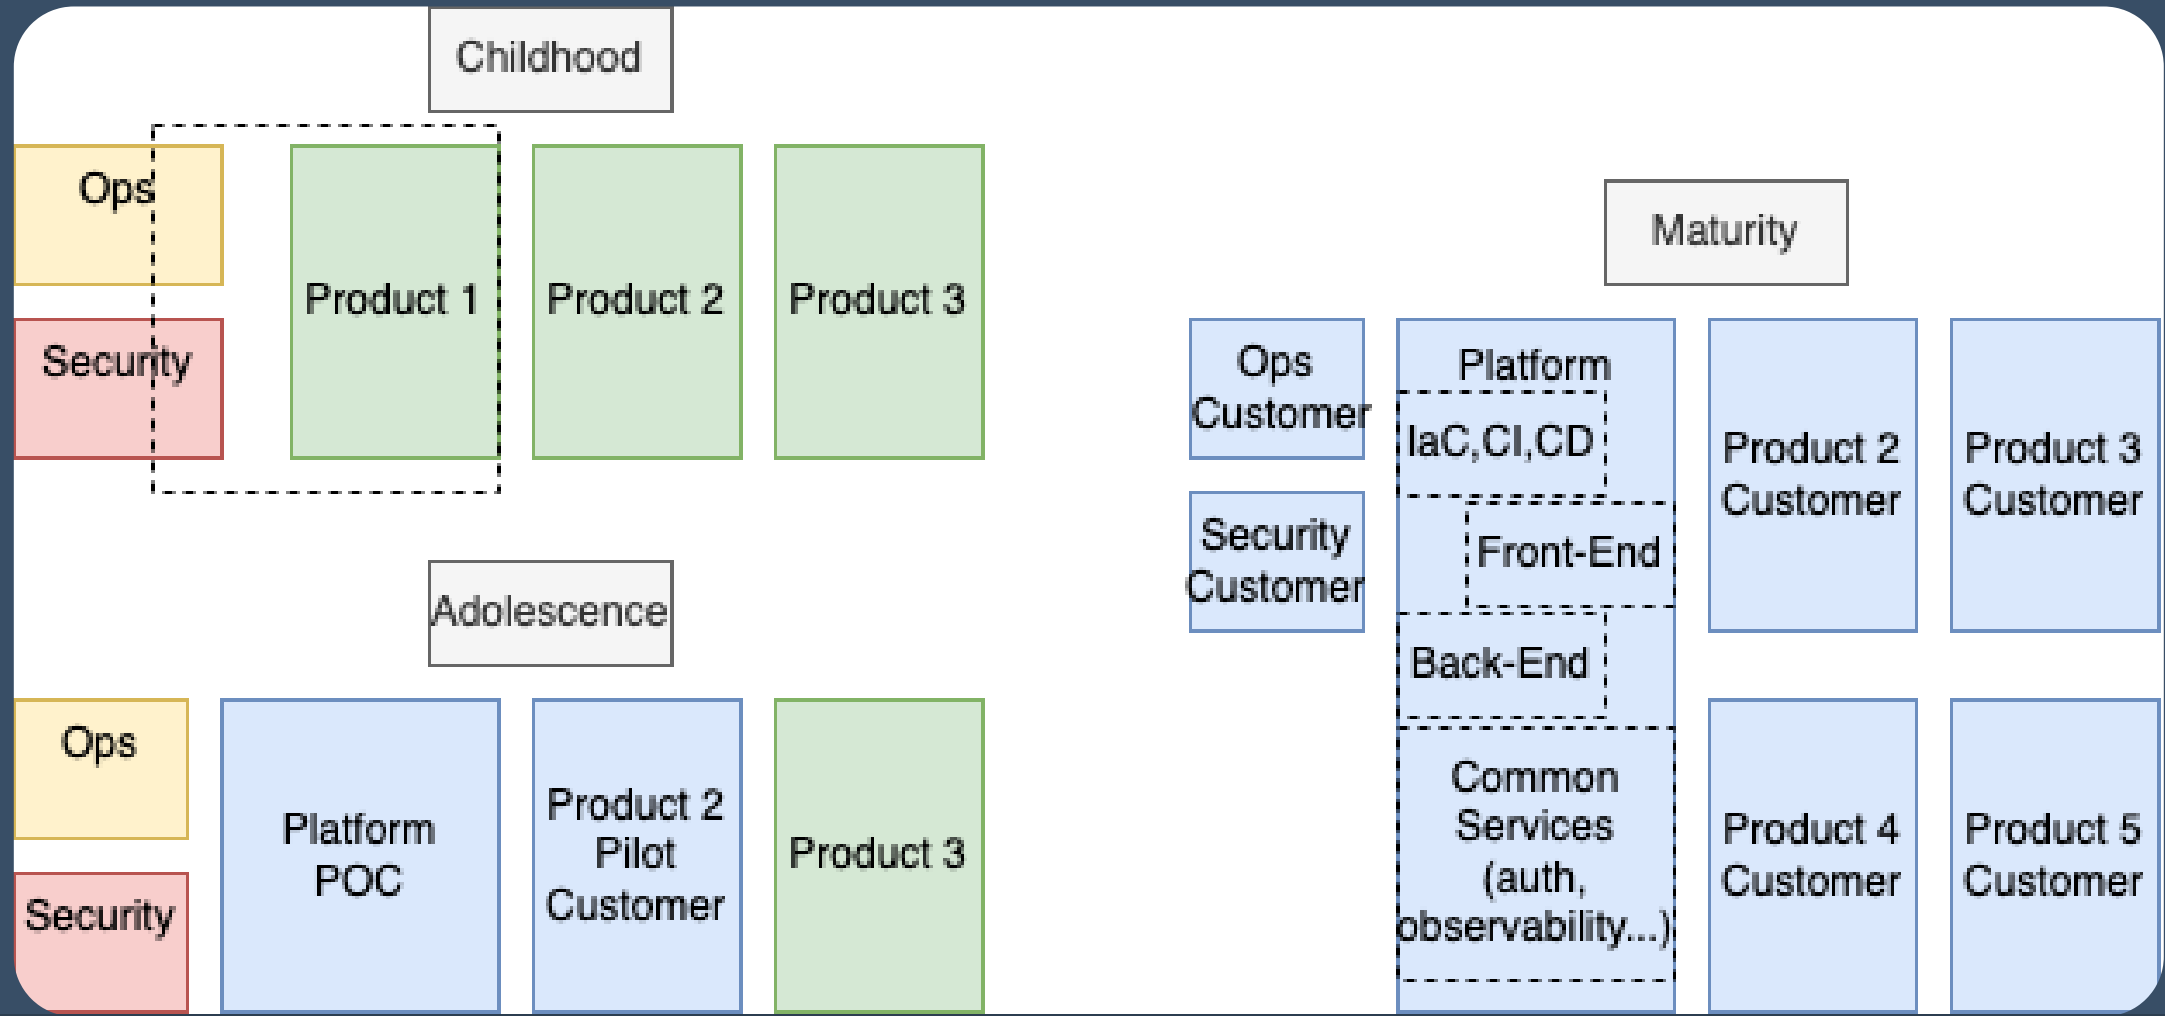 Childhood
Ops
Security
Product 1
Product 2
Product 3
Adolescence
Ops
Security
Platform
POC
Product 2
Pilot
Customer
Product 3
Maturity
Ops
Customer
Security
Customer
Platform
IaC,CI,CD
Front-End
Back-End
Common
Services
(auth,
observability...)
Product 2
Customer
Product 3
Customer
Product 4
Customer
Product 5
Customer